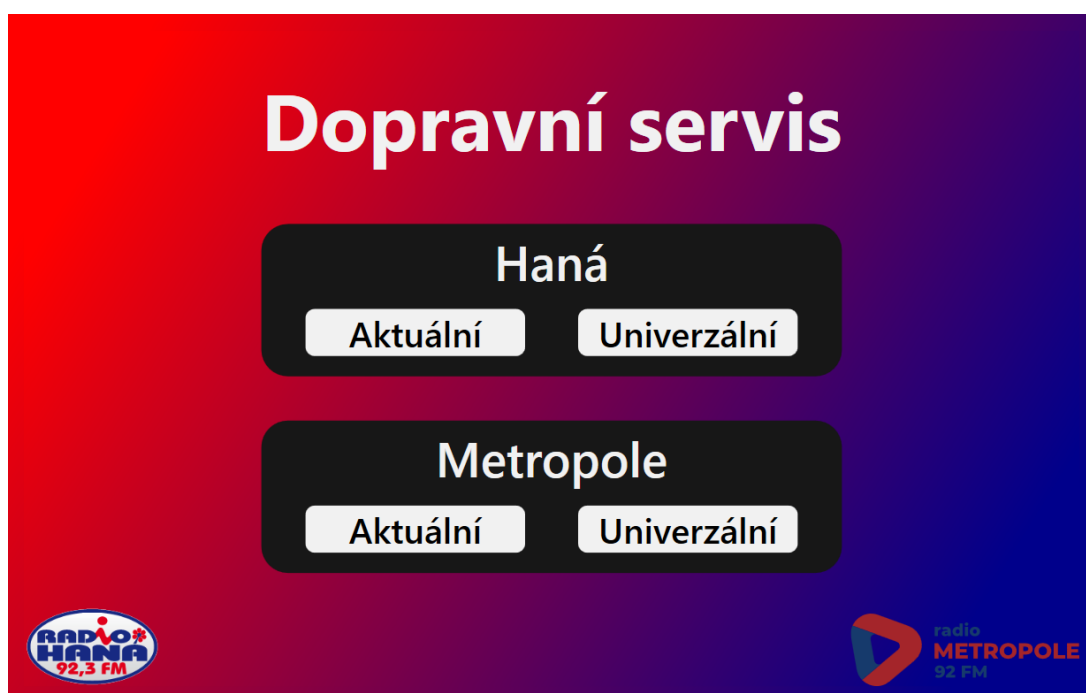 Dopravní servis
Haná
Aktuální Univerzální
Metropole
Aktuální Univerzální
RADIO
HANÁ
92,3 FM
radio
METROPOLE
92 FM